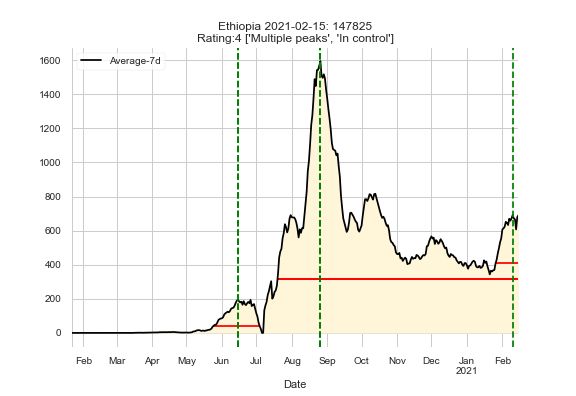 Ethiopia 2021-02-15: 147825
Rating:4 ['Multiple peaks', 'In control']
Average-7d
1600
1400
1200
1000
800
600
400
200
0
Feb Mar Apr May Jun Jul Aug Sep Oct Nov Dec Jan Feb
2021
Date